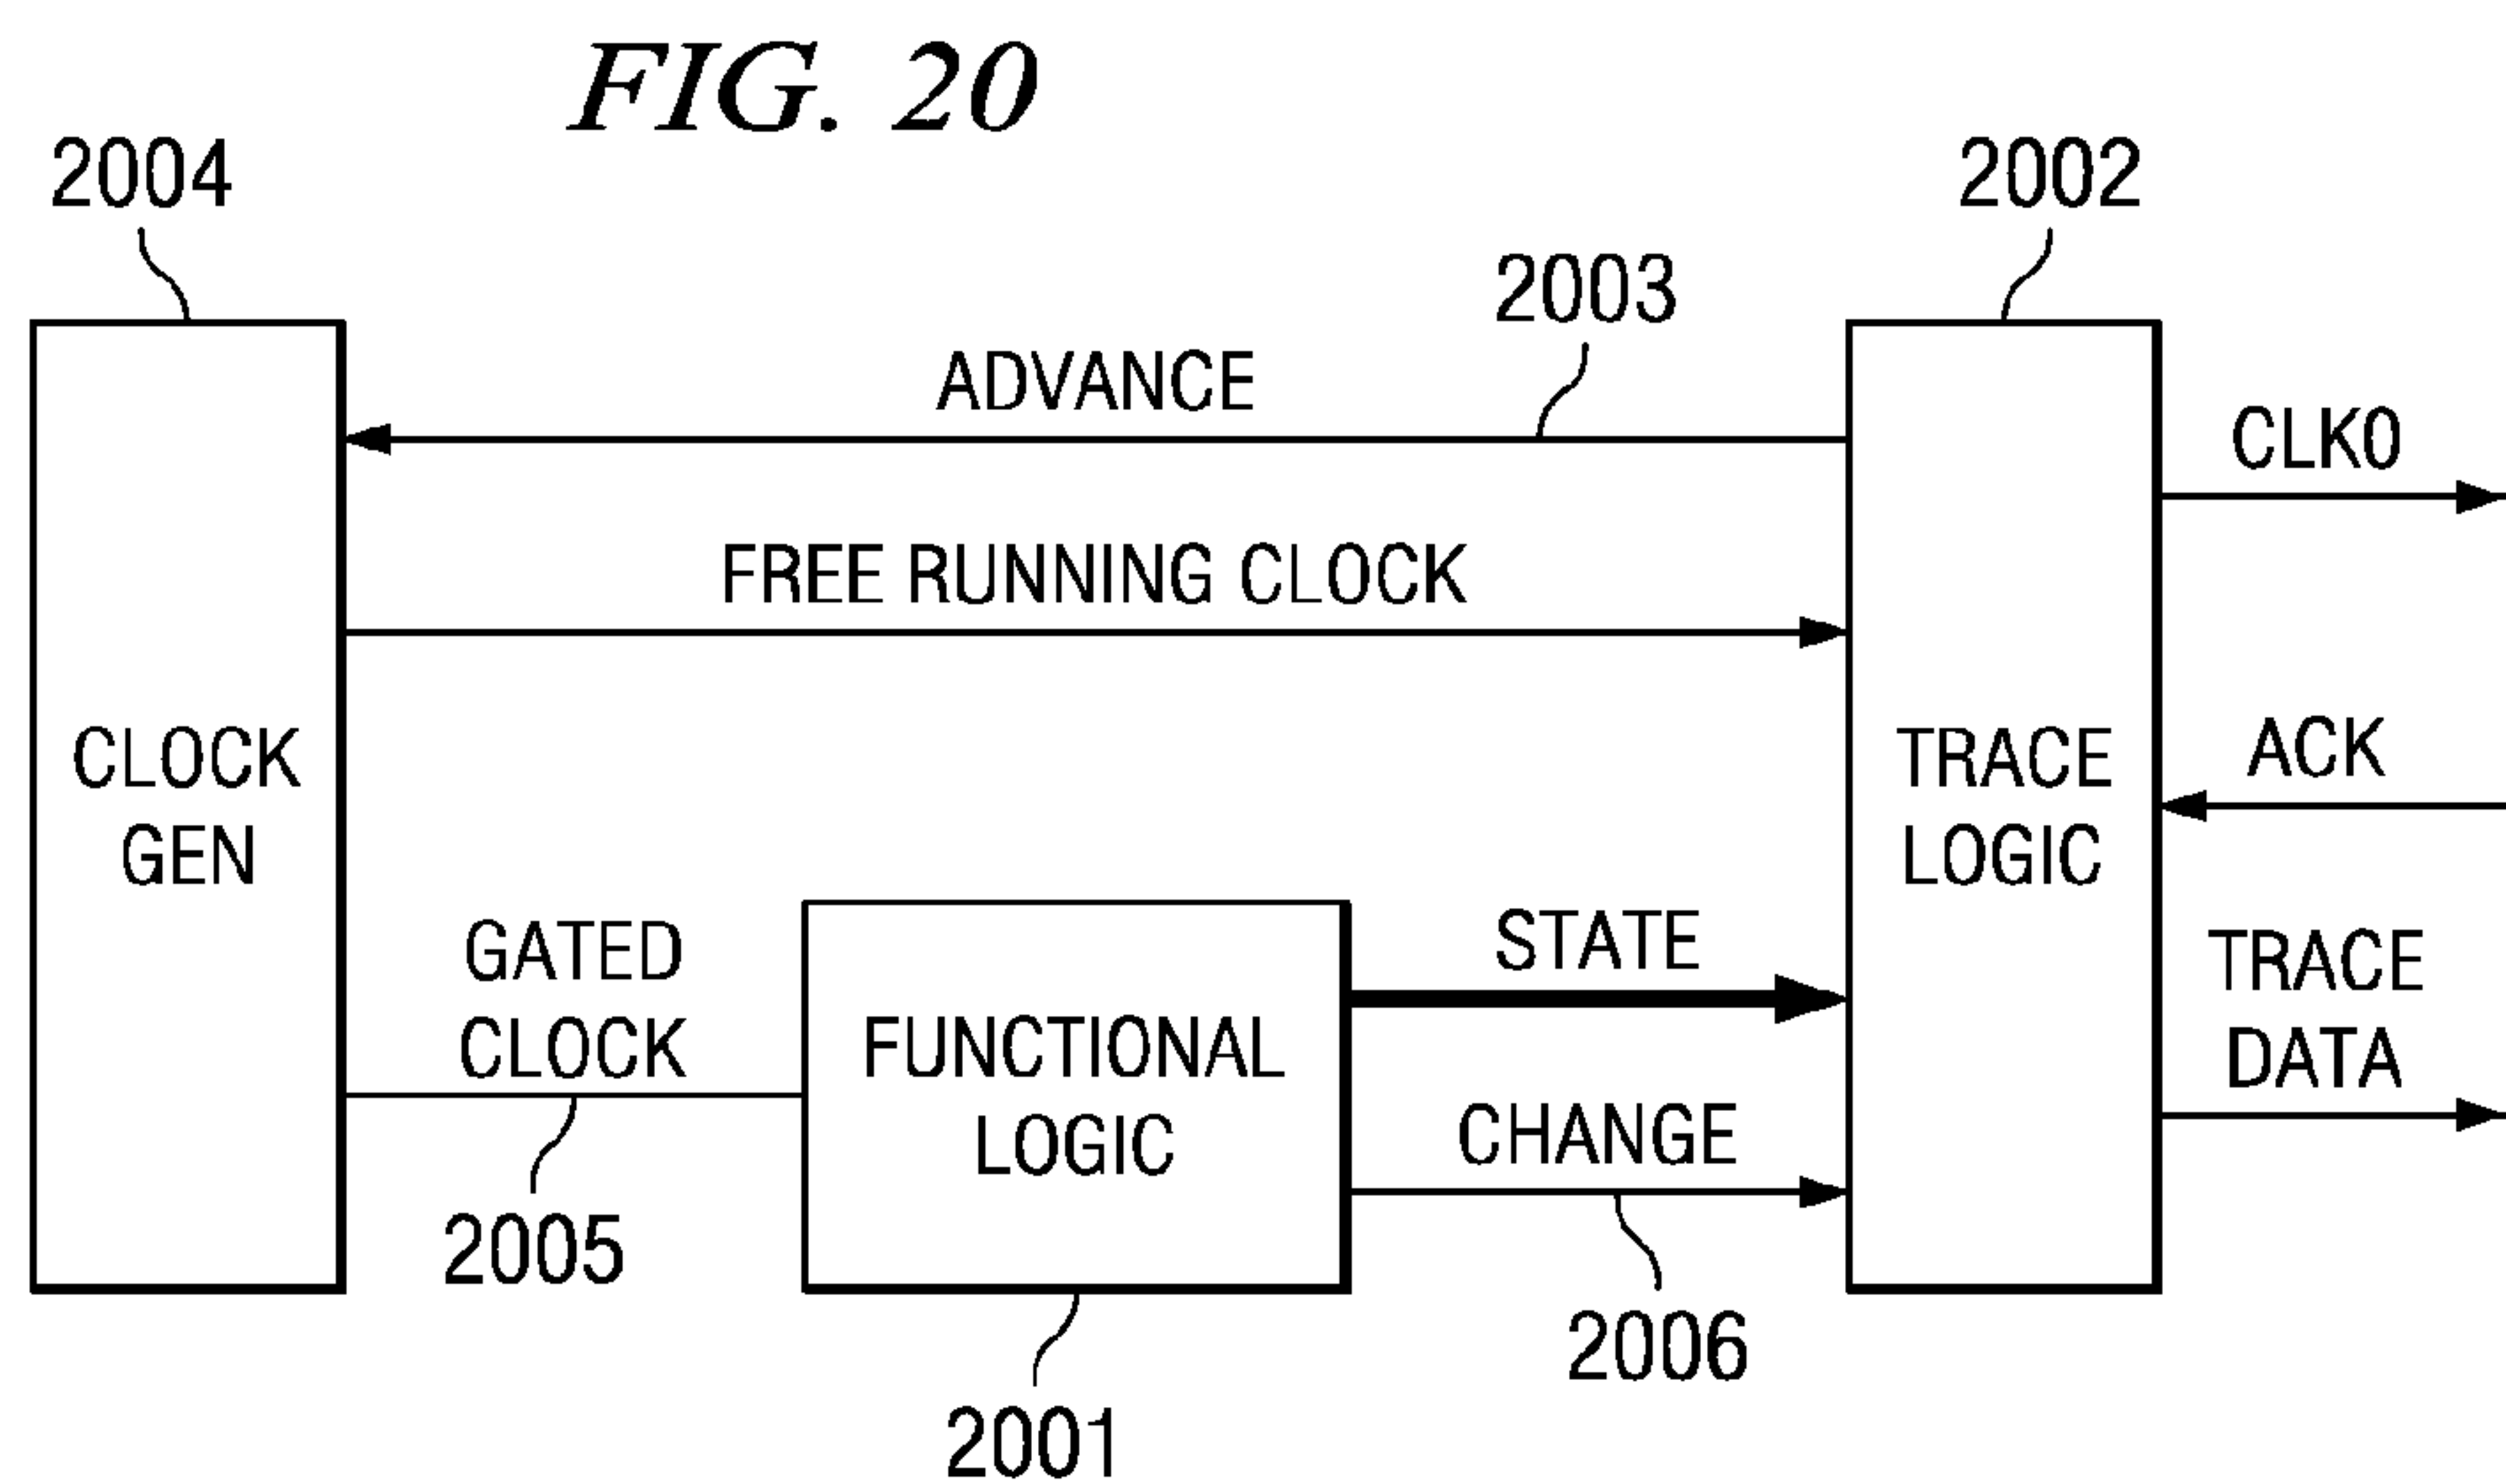 FIG. 20
2004
2002
2003
ADVANCE
CLK0
FREE RUNNING CLOCK
CLOCK
GEN
TRACE
LOGIC
ACK
GATED
CLOCK
FUNCTIONAL
LOGIC
STATE
CHANGE
TRACE
DATA
2005
2006
2001